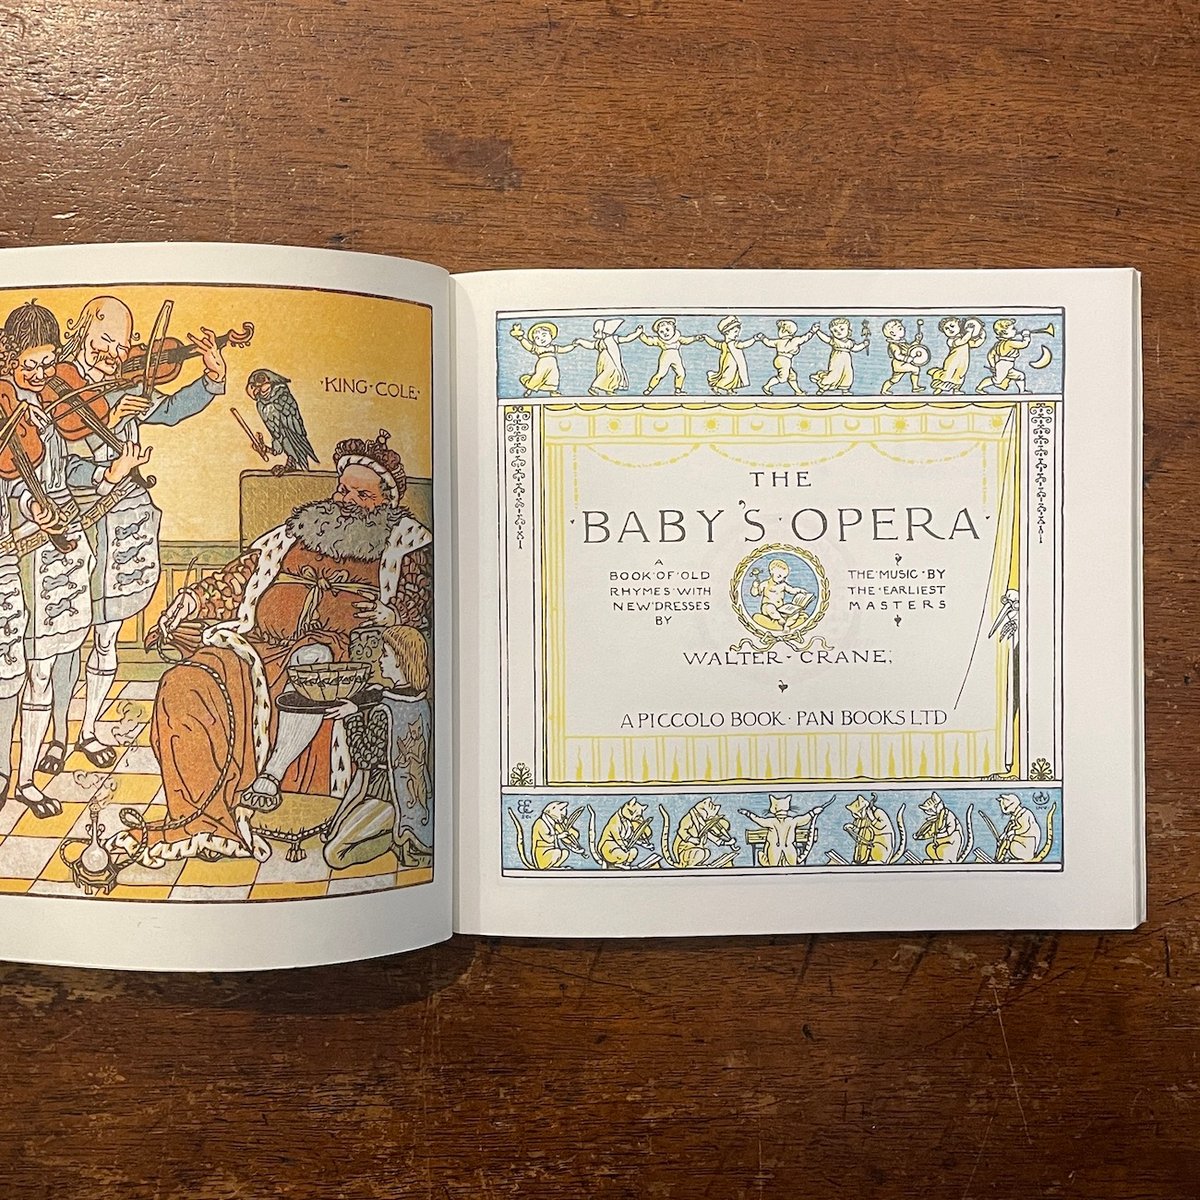 ·KING·COLE·
THE
·BABY'S·OPERA·
A
BOOK·OF·OLD
RHYMES·WITH
NEW·DRESSES
BY
THE·MUSIC·BY
THE·EARLIEST
MASTERS
WALTER·CRANE,
A PICCOLO BOOK · PAN BOOKS LTD